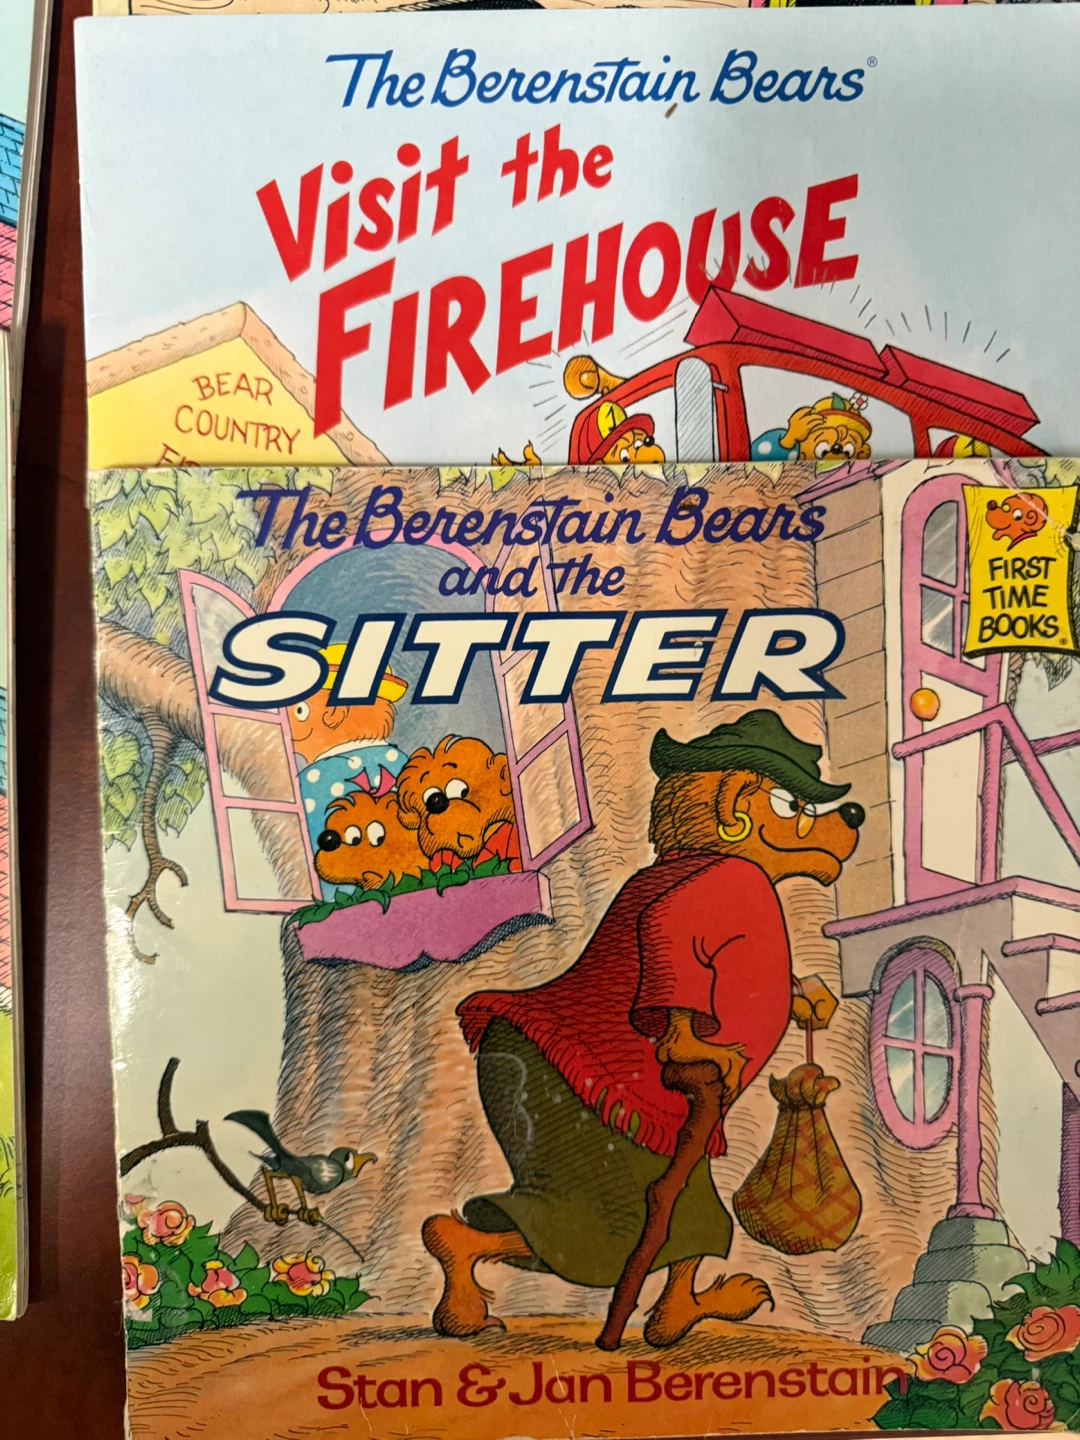 The Berenstain Bears®
Visit the
FIREHOUSE
BEAR
COUNTRY
1
The Berenstain Bears
and the
SITTER
FIRST
TIME
BOOKS®
Stan & Jan Berenstain